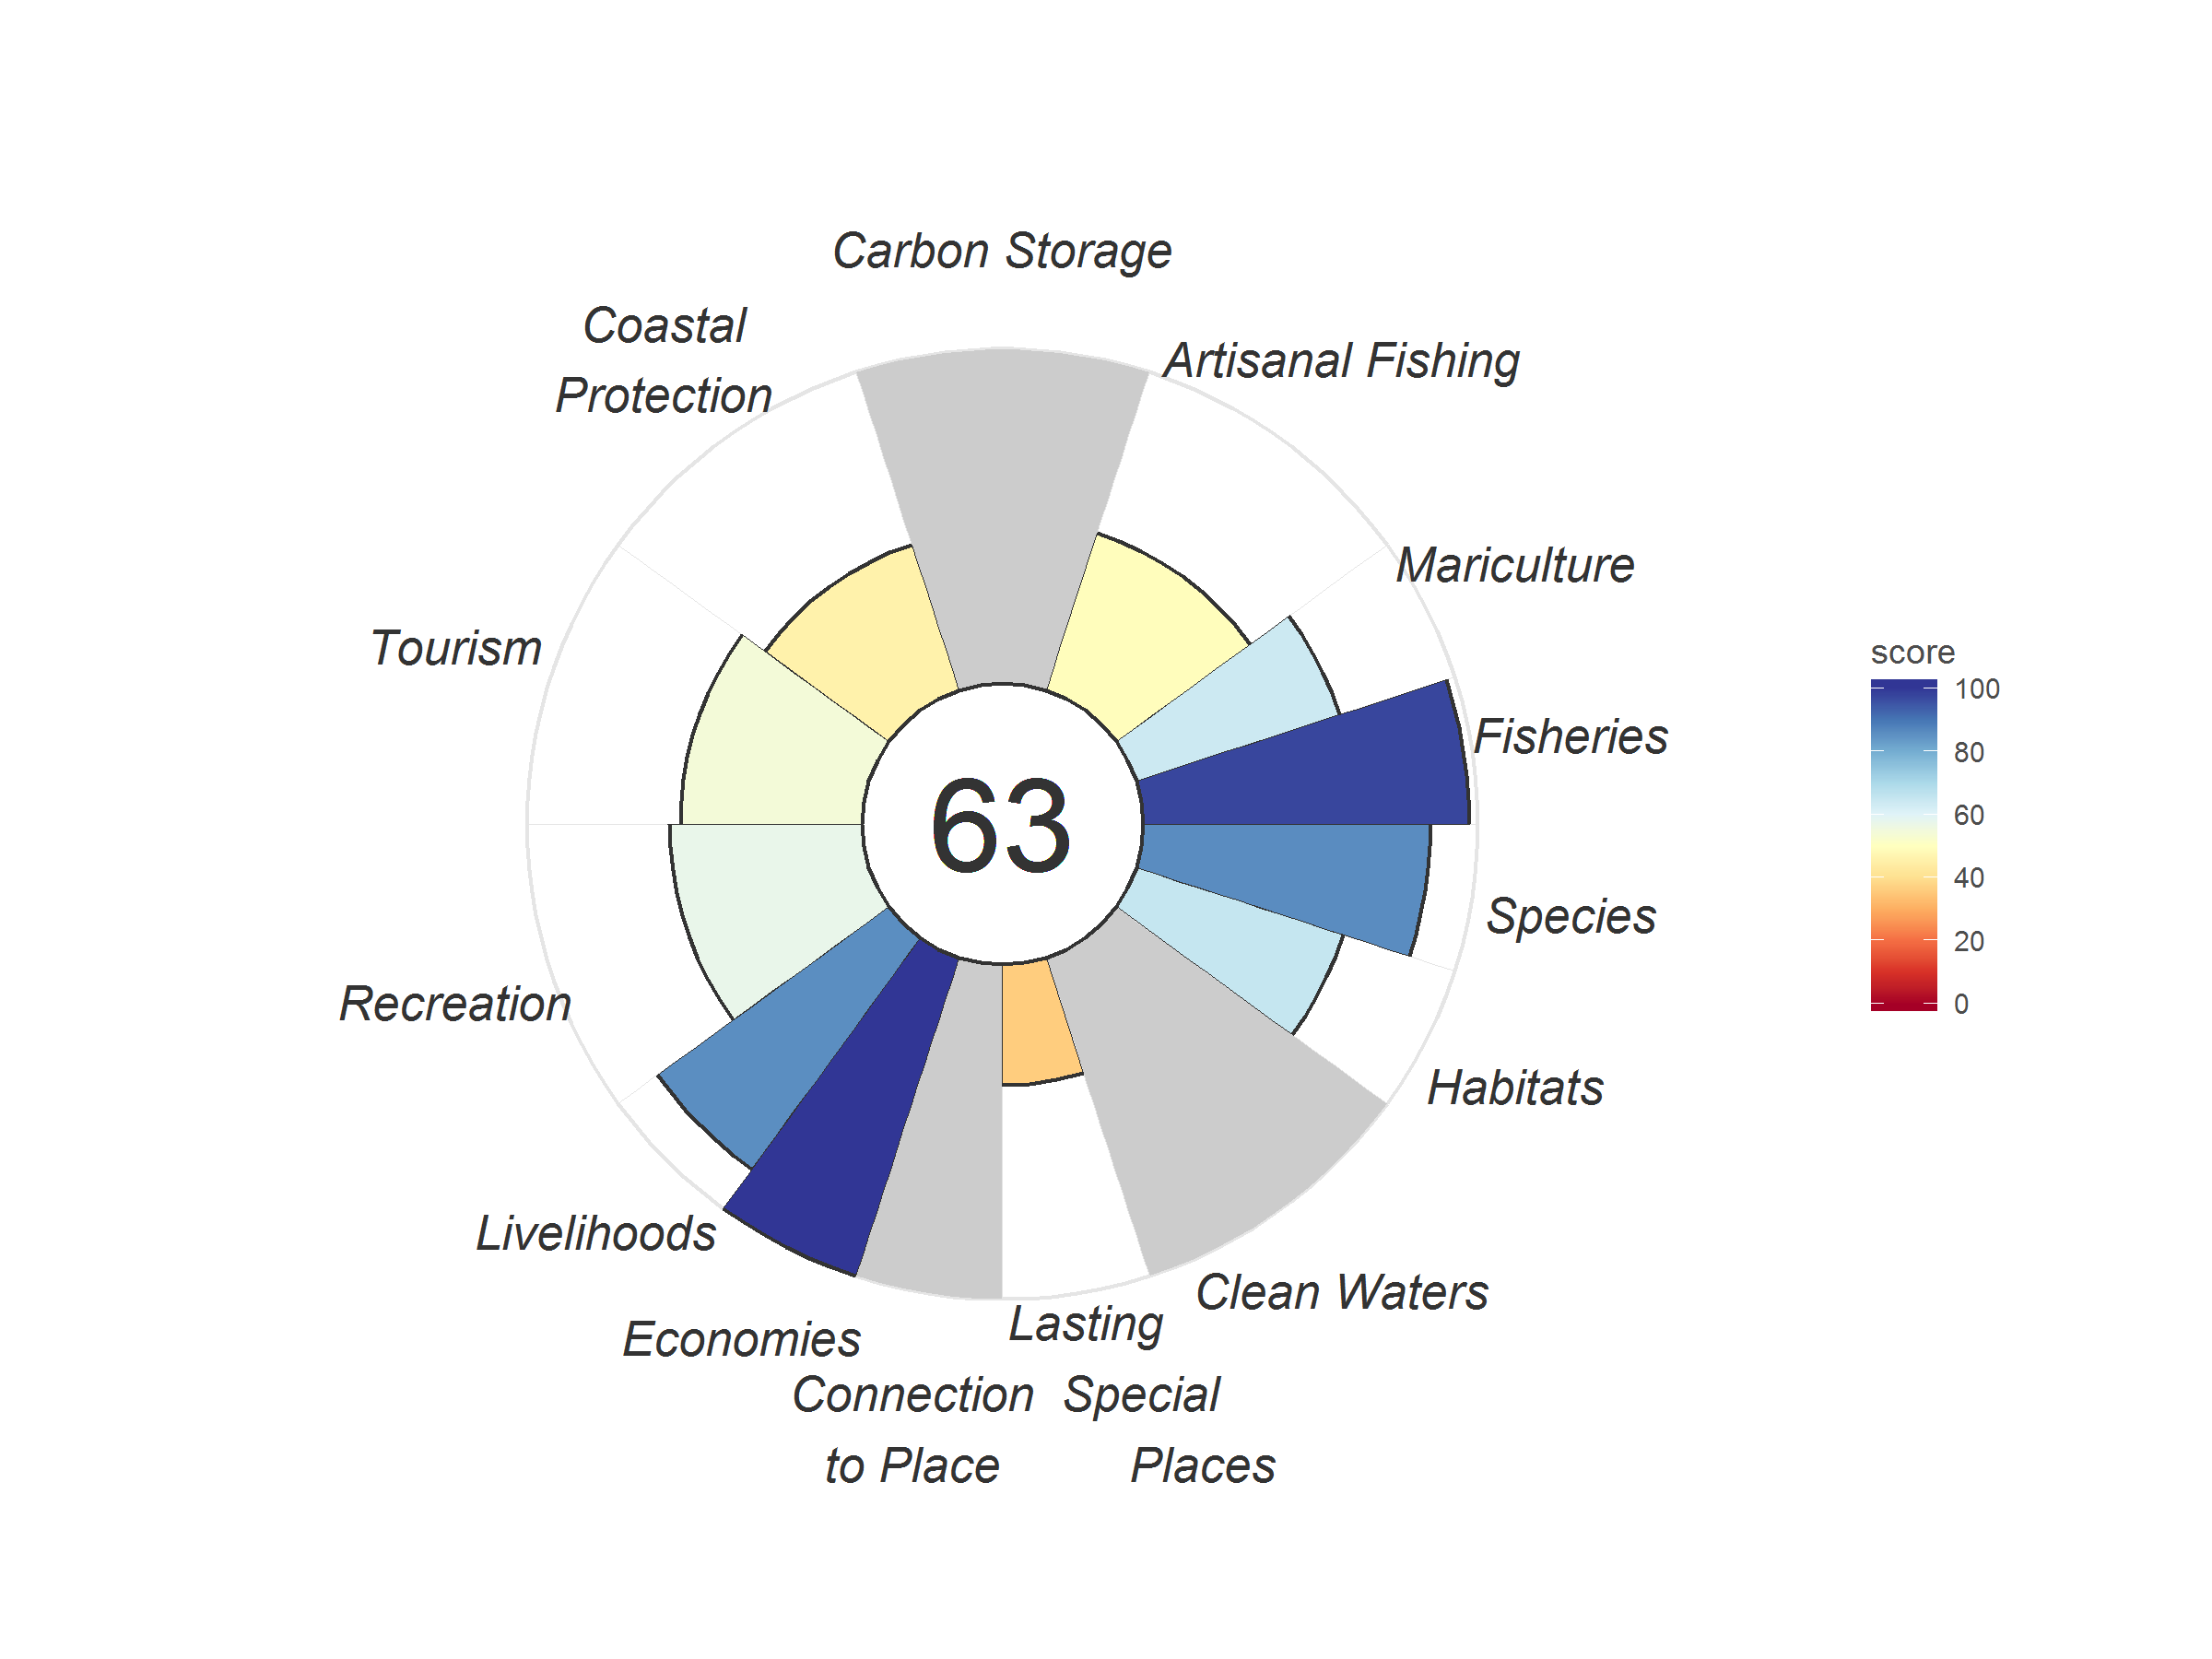 Carbon Storage
Coastal
Protection
Artisanal Fishing
Mariculture
Tourism
Fisheries
63
Species
Recreation
Habitats
Livelihoods
Clean Waters
Economies
Lasting
Special
Places
Connection
to Place
score
100
80
60
40
20
0